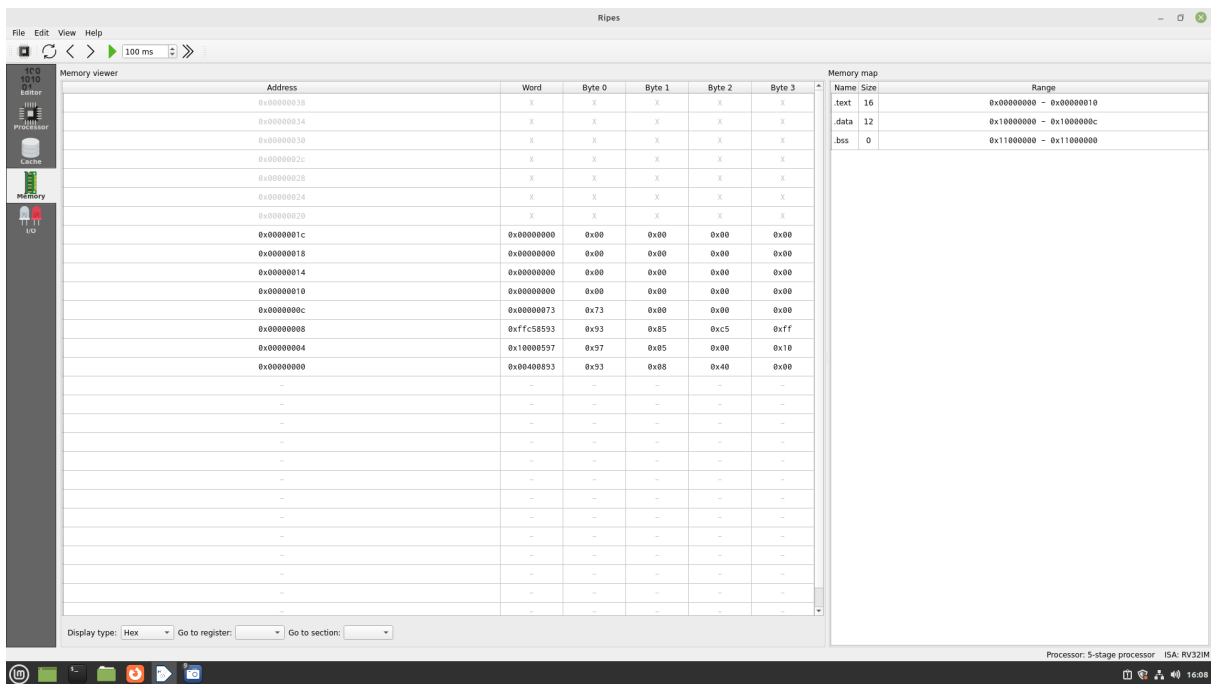 Ripes
File Edit View Help
100 ms
Editor
Processor
Cache
Memory
I/O
Memory viewer
Address Word Byte 0 Byte 1 Byte 2 Byte 3
0x00000038 X X X X X
0x00000034 X X X X X
0x00000030 X X X X X
0x0000002c X X X X X
0x00000028 X X X X X
0x00000024 X X X X X
0x00000020 X X X X X
0x0000001c 0x00000000 0x00 0x00 0x00 0x00
0x00000018 0x00000000 0x00 0x00 0x00 0x00
0x00000014 0x00000000 0x00 0x00 0x00 0x00
0x00000010 0x00000000 0x00 0x00 0x00 0x00
0x0000000c 0x00000073 0x73 0x00 0x00 0x00
0x00000008 0xffc58593 0x93 0x85 0xc5 0xff
0x00000004 0x10000597 0x97 0x05 0x00 0x10
0x00000000 0x00400893 0x93 0x08 0x40 0x00
– – – – – –
– – – – – –
– – – – – –
– – – – – –
– – – – – –
– – – – – –
– – – – – –
– – – – – –
– – – – – –
– – – – – –
– – – – – –
– – – – – –
– – – – – –
Display type: Hex Go to register: Go to section:
Memory map
Name Size Range
.text 16 0x00000000 – 0x00000010
.data 12 0x10000000 – 0x1000000c
.bss 0 0x11000000 – 0x11000000
Processor: 5-stage processor ISA: RV32IM
16:08